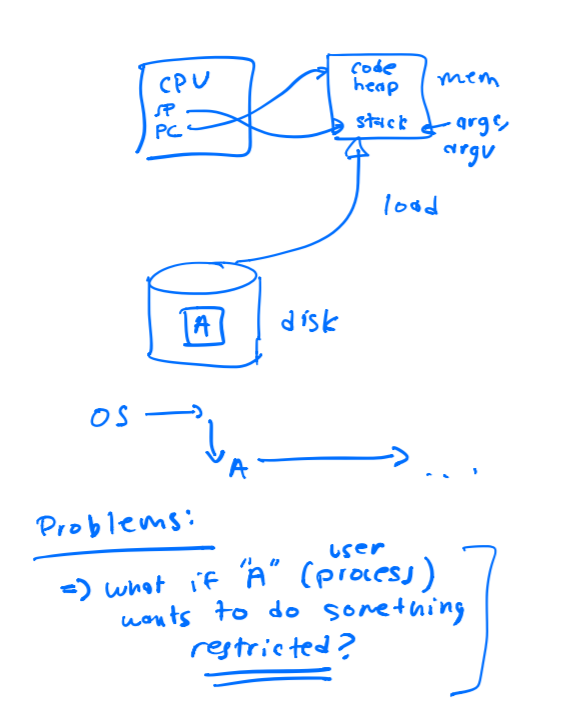 CPU
SP
PC
code
heap
stack
mem
argc,
argv
load
A
disk
OS
A ....
Problems:
=) what if "A" (user process)
wants to do something
restricted?